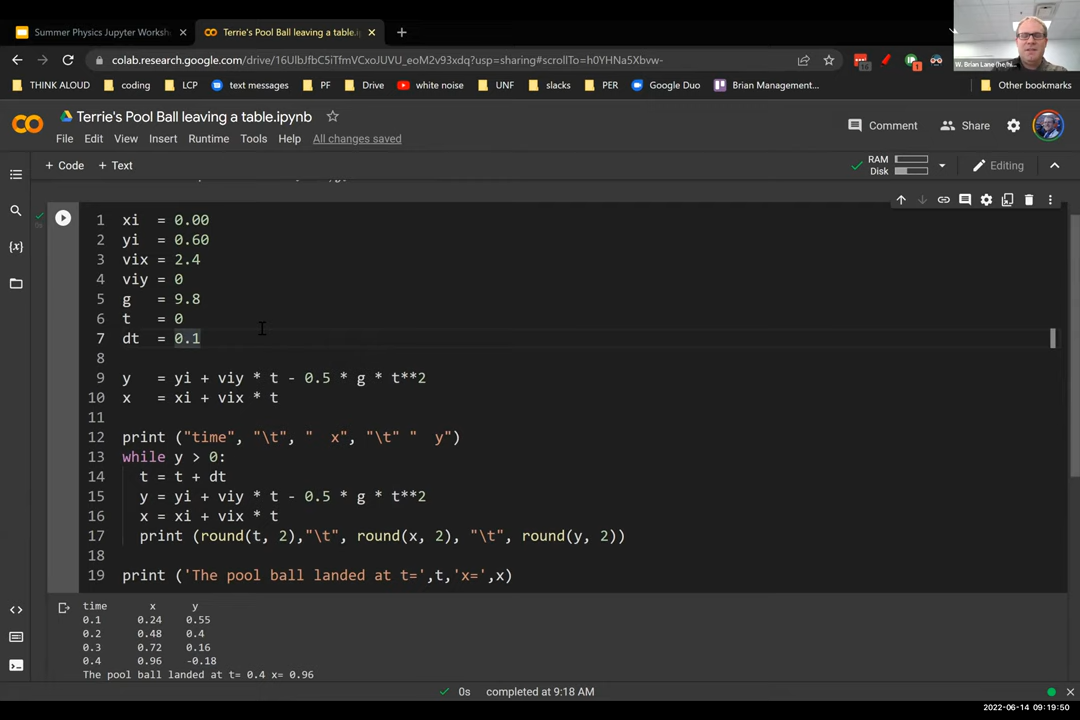 Summer Physics Jupyter Worksh
Terrie's Pool Ball leaving a table.i
colab.research.google.com/drive/16UlbJfbC5iTfmVCxoJUVU_eoM2v93xdq?usp=sharing#scrollTo=h0YHNa5Xbvw-
THINK ALOUD
coding
LCP
text messages
PF
Drive
white noise
UNF
slacks
PER
Google Duo
Brian Management...
Other bookmarks
W. Brian Lane (he/hi...
Terrie's Pool Ball leaving a table.ipynb
File Edit View Insert Runtime Tools Help All changes saved
Comment
Share
+ Code + Text
RAM
Disk
Editing
1 xi = 0.00
2 yi = 0.60
3 vix = 2.4
4 viy = 0
5 g = 9.8
6 t = 0
7 dt = 0.1
8
9 y = yi + viy * t - 0.5 * g * t**2
10 x = xi + vix * t
11
12 print ("time", "\t", "  x", "\t" "  y")
13 while y > 0:
14 t = t + dt
15 y = yi + viy * t - 0.5 * g * t**2
16 x = xi + vix * t
17 print (round(t, 2),"\t", round(x, 2), "\t", round(y, 2))
18
19 print ('The pool ball landed at t=',t,'x=',x)
time x y
0.1 0.24 0.55
0.2 0.48 0.4
0.3 0.72 0.16
0.4 0.96 -0.18
The pool ball landed at t= 0.4 x= 0.96
0s completed at 9:18 AM
2022-06-14 09:19:50